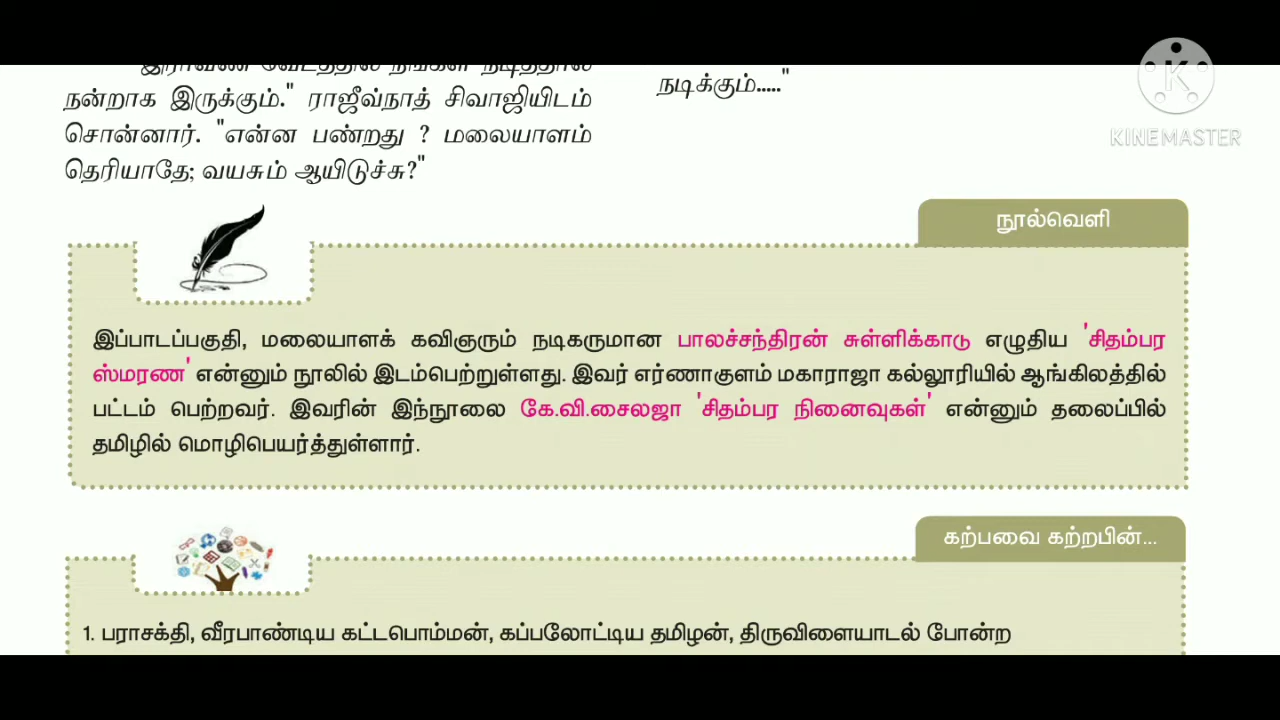 நன்றாக இருக்கும்." ராஜீவ்நாத் சிவாஜியிடம்
சொன்னார். "என்ன பண்றது ? மலையாளம்
தெரியாதே; வயசும் ஆயிடுச்சு?"
நடிக்கும்....."
KINEMASTER
நூல்வெளி
இப்பாடப்பகுதி, மலையாளக் கவிஞரும் நடிகருமான பாலச்சந்திரன் சுள்ளிக்காடு எழுதிய 'சிதம்பர
ஸ்மரண' என்னும் நூலில் இடம்பெற்றுள்ளது. இவர் எர்ணாகுளம் மகாராஜா கல்லூரியில் ஆங்கிலத்தில்
பட்டம் பெற்றவர். இவரின் இந்நூலை கே.வி.சைலஜா 'சிதம்பர நினைவுகள்' என்னும் தலைப்பில்
தமிழில் மொழிபெயர்த்துள்ளார்.
கற்பவை கற்றபின்...
1. பராசக்தி, வீரபாண்டிய கட்டபொம்மன், கப்பலோட்டிய தமிழன், திருவிளையாடல் போன்ற